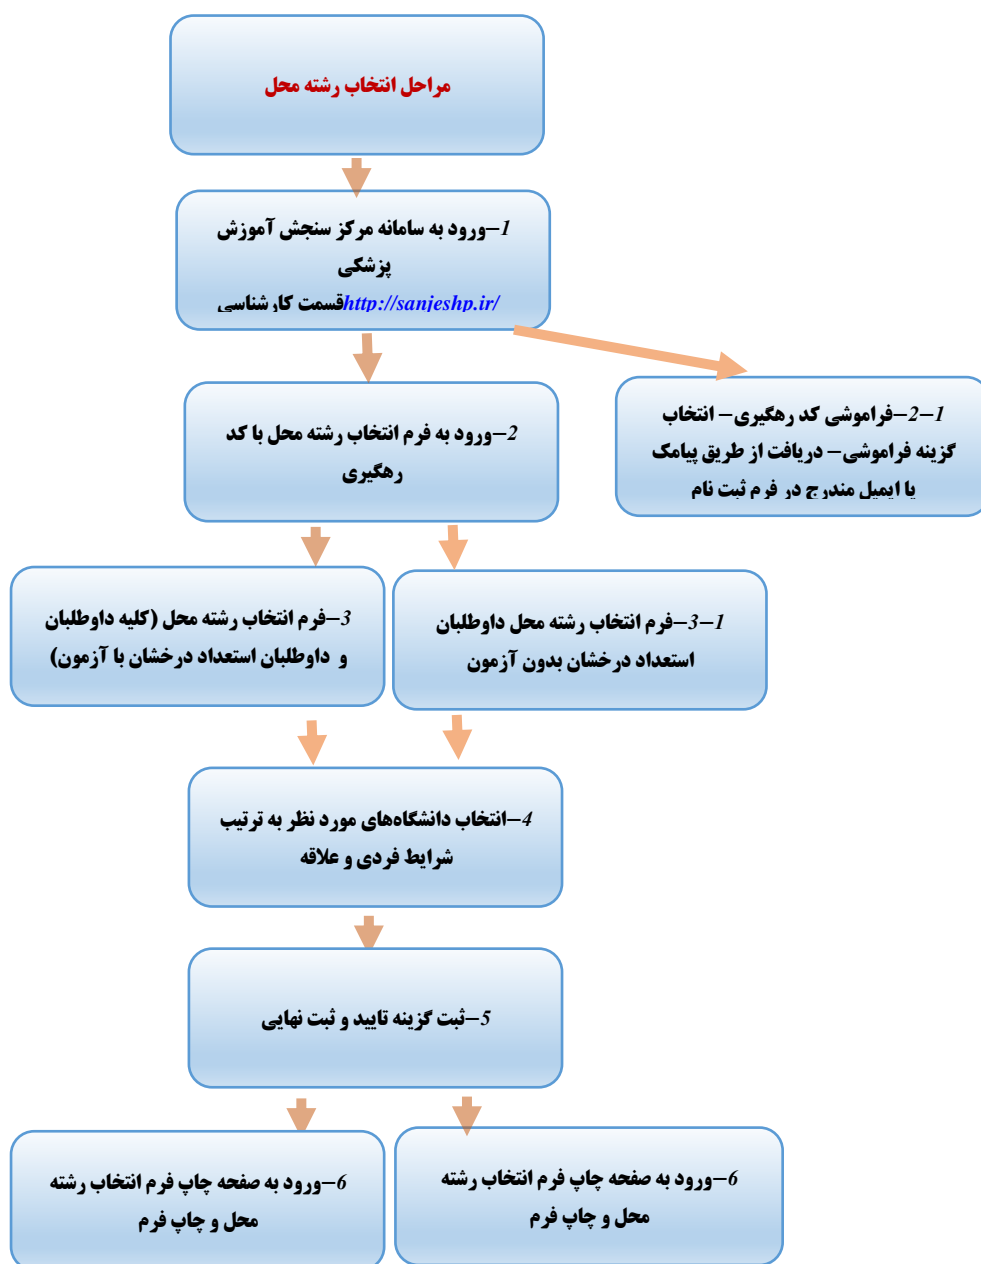 مراحل انتخاب رشته محل
1–ورود به سامانه مرکز سنجش آموزش
پزشکی
http://sanjeshp.ir/قسمت کارشناسی
2–ورود به فرم انتخاب رشته محل با کد
رهگیری
2–1–فراموشی کد رهگیری– انتخاب
گزینه فراموشی– دریافت از طریق پیامک
یا ایمیل مندرج در فرم ثبت نام
3–فرم انتخاب رشته محل (کلیه داوطلبان
و داوطلبان استعداد درخشان با آزمون)
3–1–فرم انتخاب رشته محل داوطلبان
استعداد درخشان بدون آزمون
4–انتخاب دانشگاه‌های مورد نظر به ترتیب
شرایط فردی و علاقه
5–ثبت گزینه تایید و ثبت نهایی
6–ورود به صفحه چاپ فرم انتخاب رشته
محل و چاپ فرم
6–ورود به صفحه چاپ فرم انتخاب رشته
محل و چاپ فرم